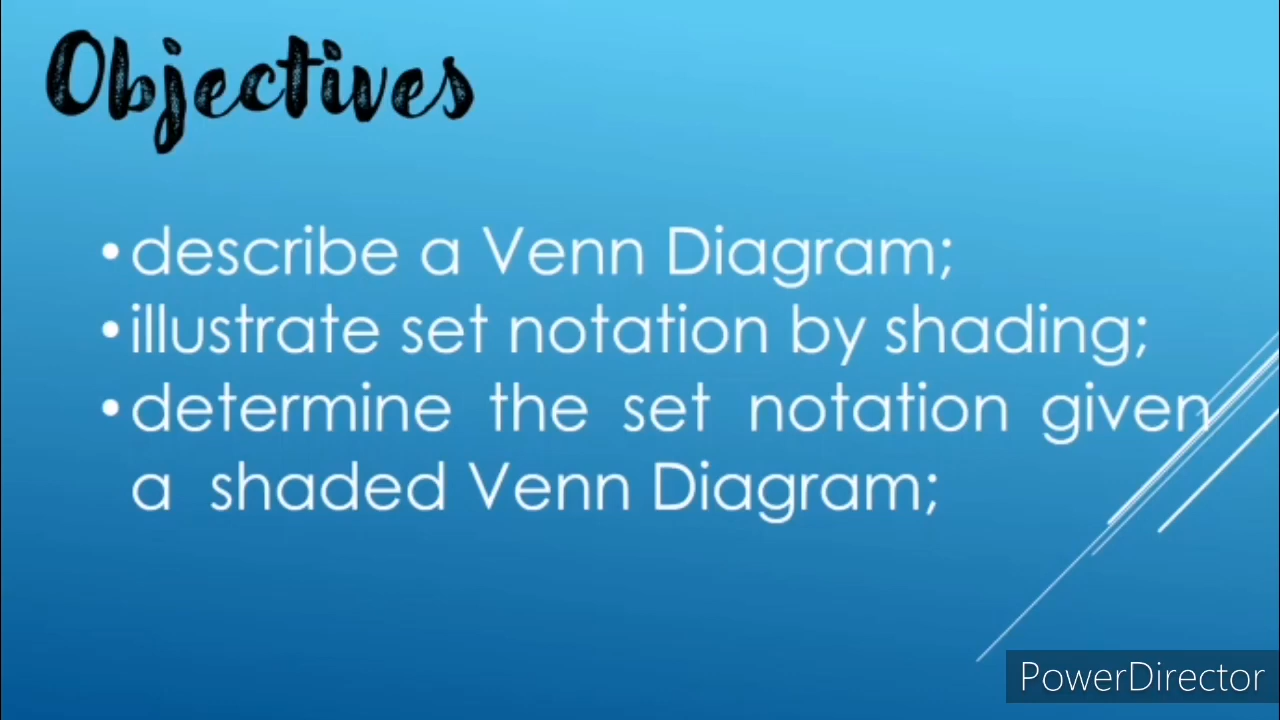 Objectives
•describe a Venn Diagram;
•illustrate set notation by shading;
•determine the set notation given
a shaded Venn Diagram;
PowerDirector